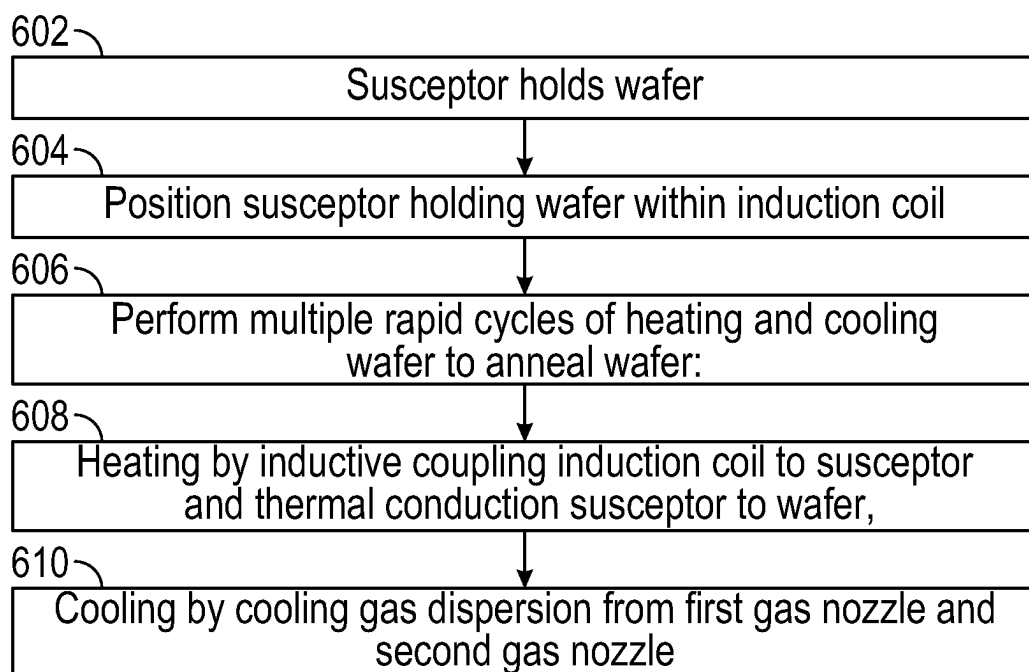 602
Susceptor holds wafer
604
Position susceptor holding wafer within induction coil
606
Perform multiple rapid cycles of heating and cooling
wafer to anneal wafer:
608
Heating by inductive coupling induction coil to susceptor
and thermal conduction susceptor to wafer,
610
Cooling by cooling gas dispersion from first gas nozzle and
second gas nozzle